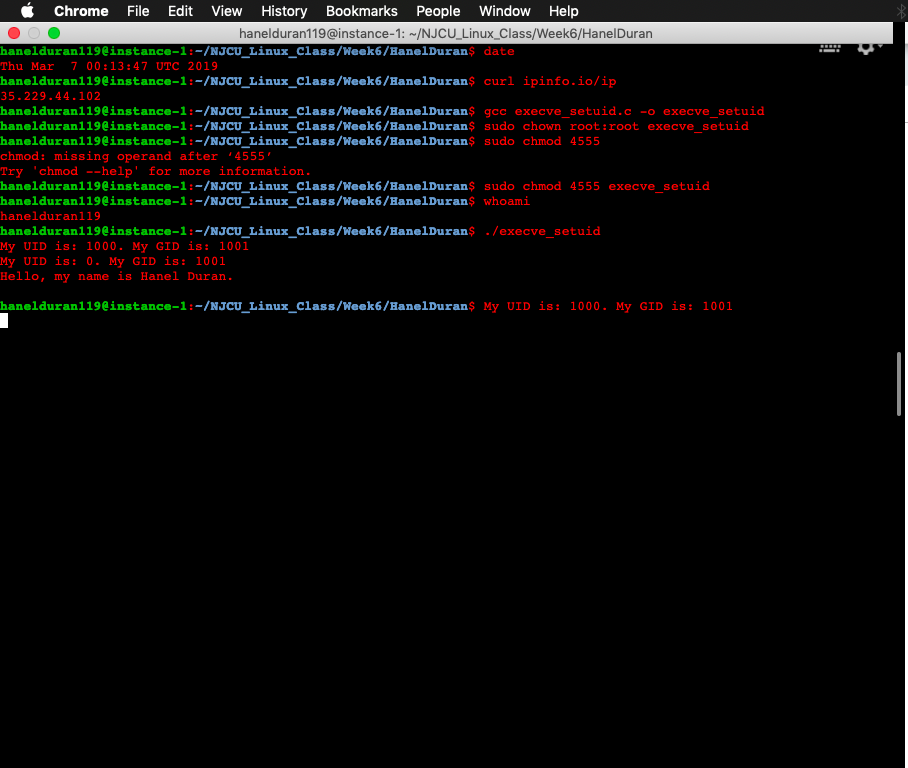 Chrome File Edit View History Bookmarks People Window Help
hanelduran119@instance-1: ~/NJCU_Linux_Class/Week6/HanelDuran
hanelduran119@instance-1:~/NJCU_Linux_Class/Week6/HanelDuran$ date
Thu Mar  7 00:13:47 UTC 2019
hanelduran119@instance-1:~/NJCU_Linux_Class/Week6/HanelDuran$ curl ipinfo.io/ip
35.229.44.102
hanelduran119@instance-1:~/NJCU_Linux_Class/Week6/HanelDuran$ gcc execve_setuid.c -o execve_setuid
hanelduran119@instance-1:~/NJCU_Linux_Class/Week6/HanelDuran$ sudo chown root:root execve_setuid
hanelduran119@instance-1:~/NJCU_Linux_Class/Week6/HanelDuran$ sudo chmod 4555
chmod: missing operand after ‘4555’
Try 'chmod --help' for more information.
hanelduran119@instance-1:~/NJCU_Linux_Class/Week6/HanelDuran$ sudo chmod 4555 execve_setuid
hanelduran119@instance-1:~/NJCU_Linux_Class/Week6/HanelDuran$ whoami
hanelduran119
hanelduran119@instance-1:~/NJCU_Linux_Class/Week6/HanelDuran$ ./execve_setuid
My UID is: 1000. My GID is: 1001
My UID is: 0. My GID is: 1001
Hello, my name is Hanel Duran.
hanelduran119@instance-1:~/NJCU_Linux_Class/Week6/HanelDuran$ My UID is: 1000. My GID is: 1001